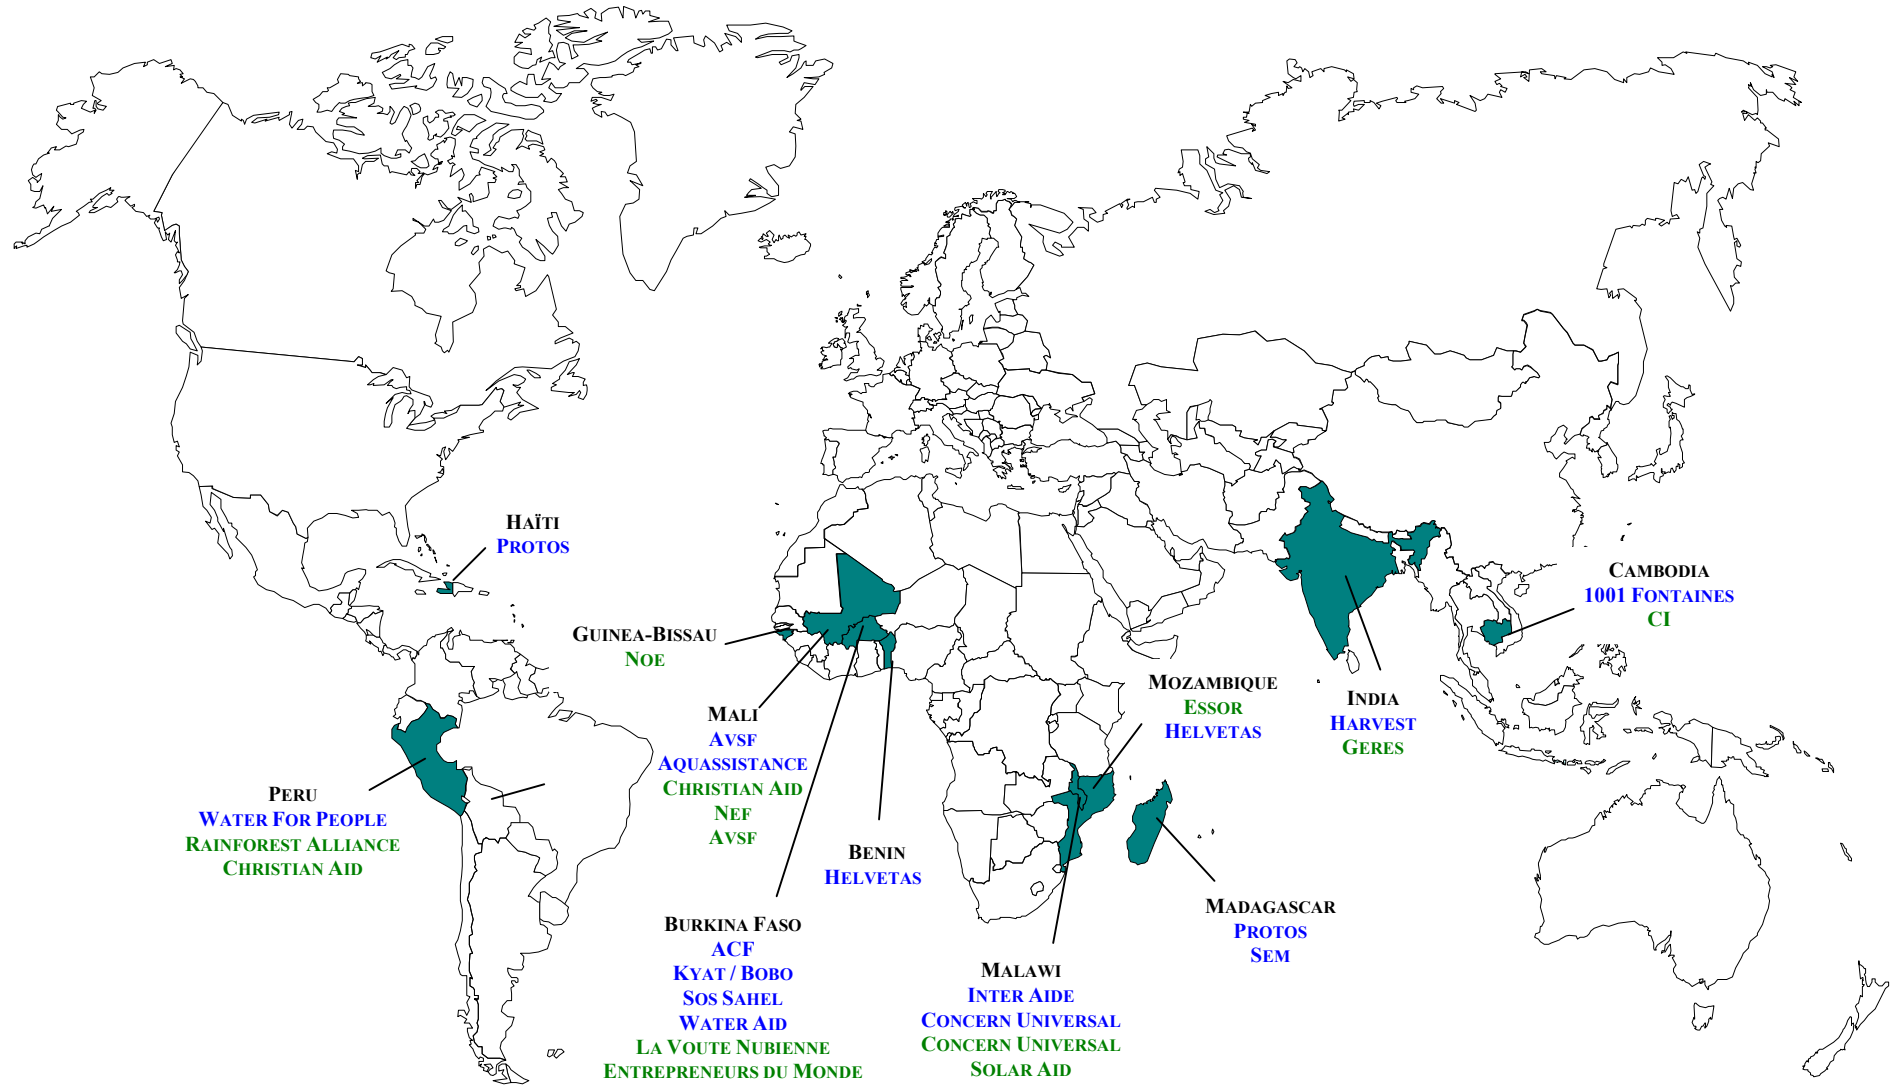 HAÏTI
PROTOS
CAMBODIA
1001 FONTAINES
CI
GUINEA-BISSAU
NOE
MOZAMBIQUE
ESSOR
HELVETAS
INDIA
HARVEST
GERES
MALI
AVSF
AQUASSISTANCE
CHRISTIAN AID
NEF
AVSF
PERU
WATER FOR PEOPLE
RAINFOREST ALLIANCE
CHRISTIAN AID
BENIN
HELVETAS
MADAGASCAR
PROTOS
SEM
BURKINA FASO
ACF
KYAT / BOBO
SOS SAHEL
WATER AID
LA VOUTE NUBIENNE
ENTREPRENEURS DU MONDE
MALAWI
INTER AIDE
CONCERN UNIVERSAL
CONCERN UNIVERSAL
SOLAR AID